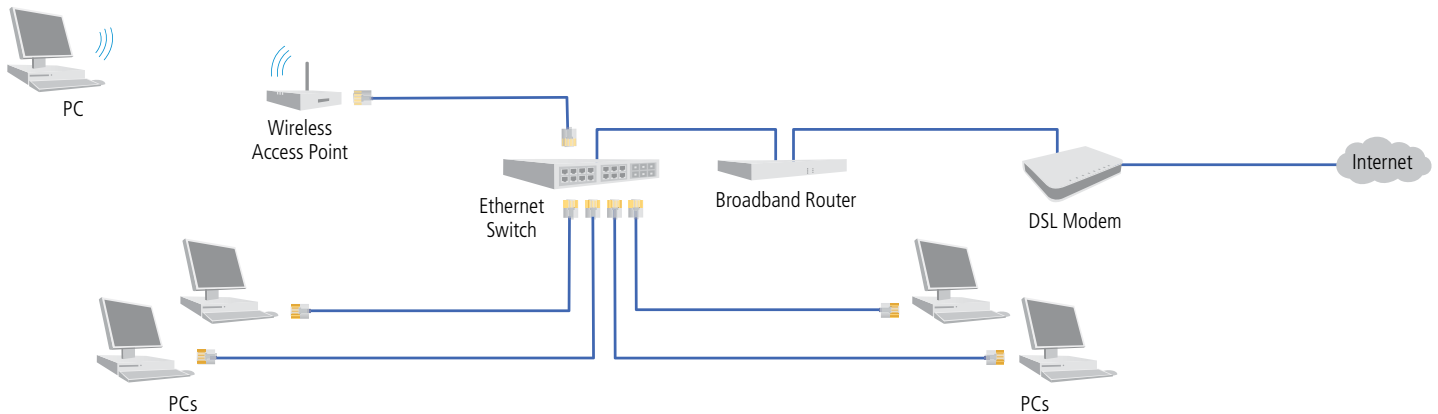 PC
Wireless
Access Point
Ethernet
Switch
Broadband Router
DSL Modem
Internet
PCs
PCs